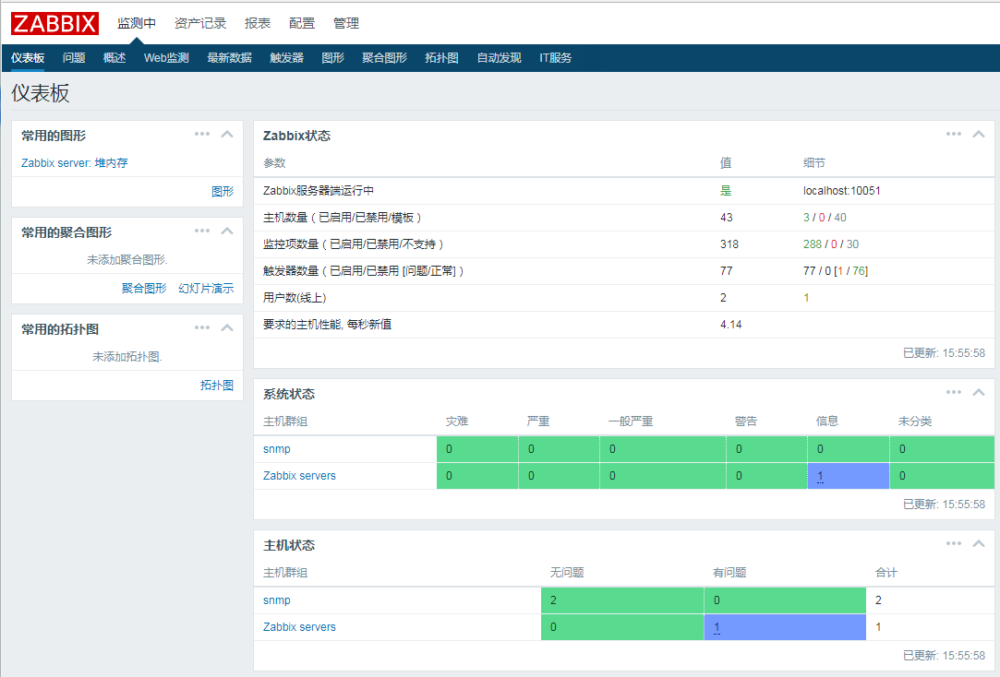 ZABBIX 监测中 资产记录 报表 配置 管理
仪表板 问题 概述 Web监测 最新数据 触发器 图形 聚合图形 拓扑图 自动发现 IT服务
仪表板
常用的图形
Zabbix server: 堆内存
图形
常用的聚合图形
未添加聚合图形.
聚合图形 幻灯片演示
常用的拓扑图
未添加拓扑图.
拓扑图
Zabbix状态
参数 值 细节
Zabbix服务器端运行中 是 localhost:10051
主机数量 ( 已启用/已禁用/模板 ) 43 3 / 0 / 40
监控项数量 ( 已启用/已禁用/不支持 ) 318 288 / 0 / 30
触发器数量 ( 已启用/已禁用 [问题/正常] ) 77 77 / 0 [1 / 76]
用户数(线上) 2 1
要求的主机性能, 每秒新值 4.14
已更新: 15:55:58
系统状态
主机群组 灾难 严重 一般严重 警告 信息 未分类
snmp 0 0 0 0 0 0
Zabbix servers 0 0 0 0 1 0
已更新: 15:55:58
主机状态
主机群组 无问题 有问题 合计
snmp 2 0 2
Zabbix servers 0 1 1
已更新: 15:55:58